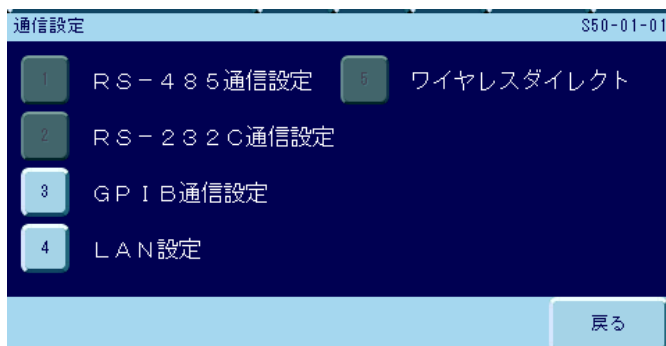 通信設定 S50-01-01
1 RS-485通信設定 5 ワイヤレスダイレクト
2 RS-232C通信設定
3 GPIB通信設定
4 LAN設定
戻る